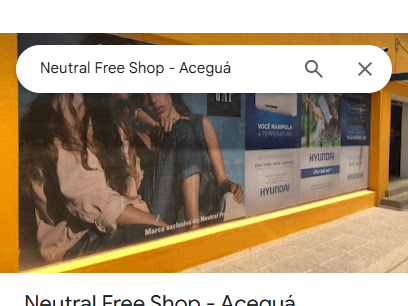 Neutral Free Shop - Aceguá
VOCÊ MANIPULA
A TEMPERATURA
HYUNDAI
HYUNDAI
Marca exclusiva de Neutral Free
Neutral Free Shop - Aceguá